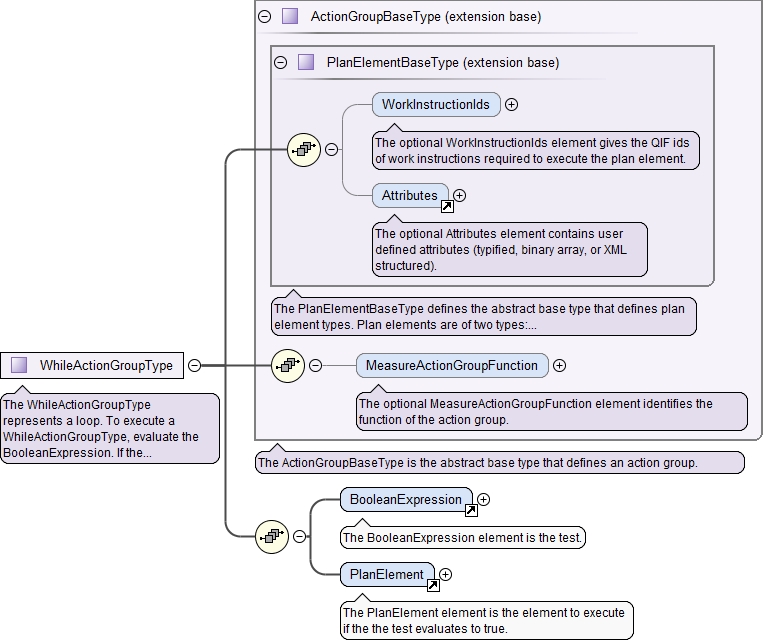 ActionGroupBaseType (extension base)
PlanElementBaseType (extension base)
WorkInstructionIds
The optional WorkInstructionIds element gives the QIF ids
of work instructions required to execute the plan element.
Attributes
The optional Attributes element contains user
defined attributes (typified, binary array, or XML
structured).
The PlanElementBaseType defines the abstract base type that defines plan
element types. Plan elements are of two types:...
WhileActionGroupType
The WhileActionGroupType
represents a loop. To execute a
WhileActionGroupType, evaluate the
BooleanExpression. If the...
MeasureActionGroupFunction
The optional MeasureActionGroupFunction element identifies the
function of the action group.
The ActionGroupBaseType is the abstract base type that defines an action group.
BooleanExpression
The BooleanExpression element is the test.
PlanElement
The PlanElement element is the element to execute
if the the test evaluates to true.